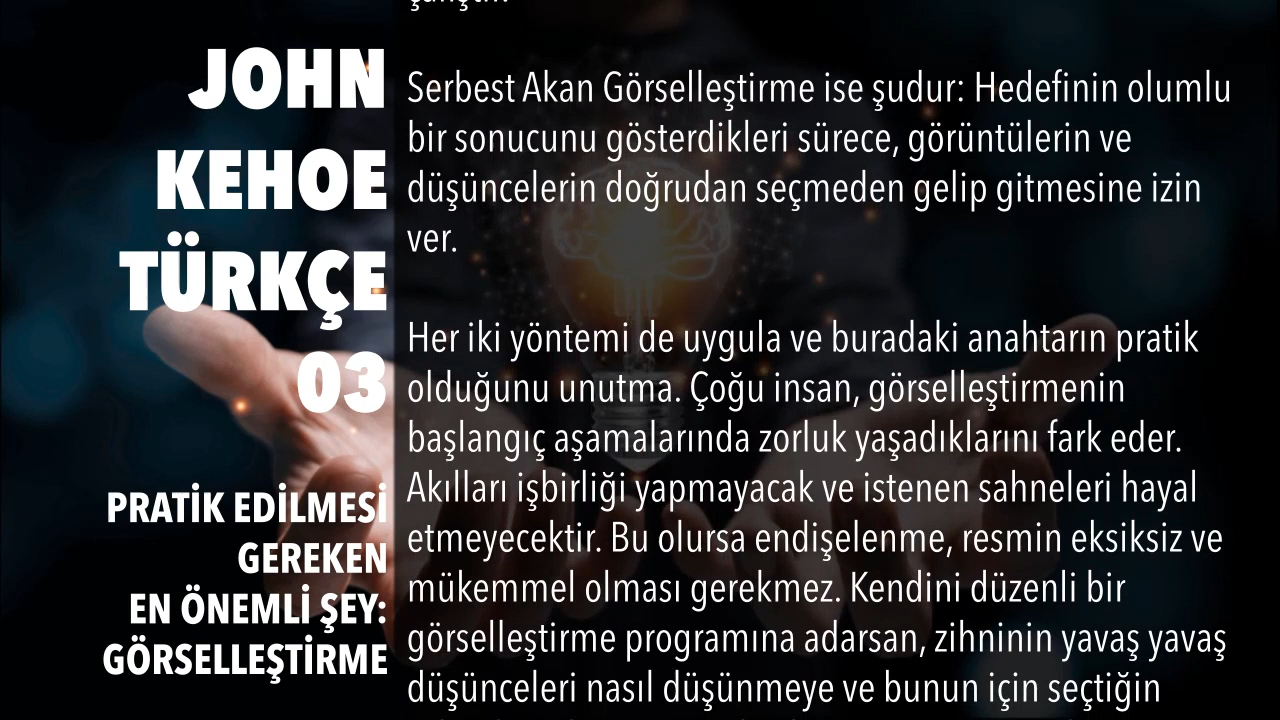 JOHN
KEHOE
TÜRKÇE
03
PRATİK EDİLMESİ
GEREKEN
EN ÖNEMLİ ŞEY:
GÖRSELLEŞTİRME
Serbest Akan Görselleştirme ise şudur: Hedefinin olumlu
bir sonucunu gösterdikleri sürece, görüntülerin ve
düşüncelerin doğrudan seçmeden gelip gitmesine izin
ver.
Her iki yöntemi de uygula ve buradaki anahtarın pratik
olduğunu unutma. Çoğu insan, görselleştirmenin
başlangıç aşamalarında zorluk yaşadıklarını fark eder.
Akılları işbirliği yapmayacak ve istenen sahneleri hayal
etmeyecektir. Bu olursa endişelenme, resmin eksiksiz ve
mükemmel olması gerekmez. Kendini düzenli bir
görselleştirme programına adarsan, zihninin yavaş yavaş
düşünceleri nasıl düşünmeye ve bunun için seçtiğin